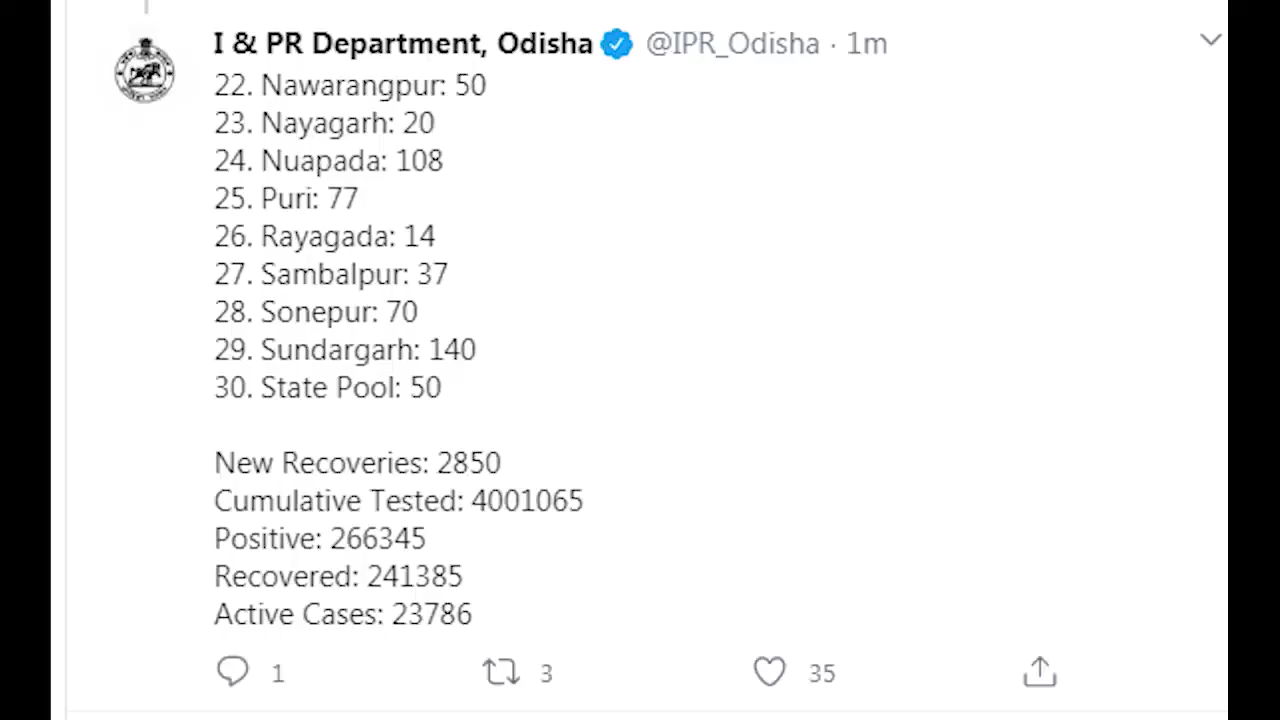 I & PR Department, Odisha @IPR_Odisha · 1m
22. Nawarangpur: 50
23. Nayagarh: 20
24. Nuapada: 108
25. Puri: 77
26. Rayagada: 14
27. Sambalpur: 37
28. Sonepur: 70
29. Sundargarh: 140
30. State Pool: 50
New Recoveries: 2850
Cumulative Tested: 4001065
Positive: 266345
Recovered: 241385
Active Cases: 23786
1 3 35